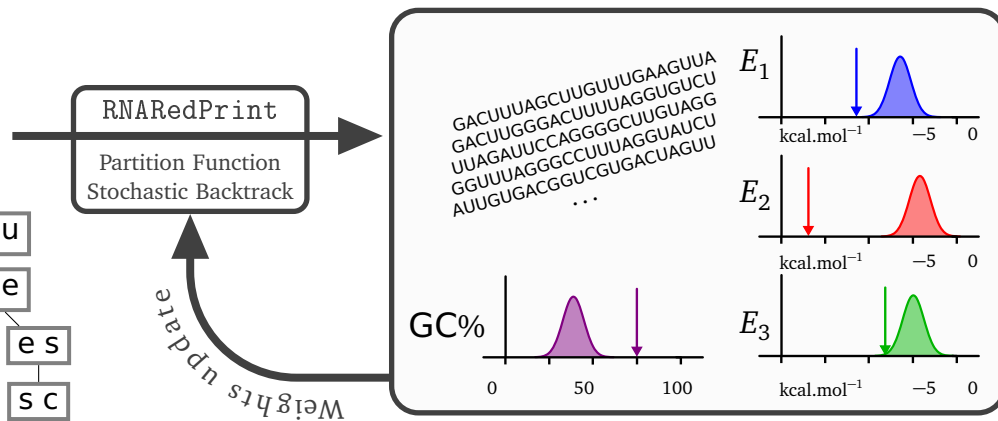 RNARedPrint
Partition Function
Stochastic Backtrack
u
e
e s
s c
Weights update
GACUUUAGCUUGUUUGAAGUUA
GACUUGGGACUUUUAGGUGUCU
UUAGAUUCCAGGGGCUUGUAGG
GGUUUAGGGCCUUUAGGUAUCU
AUUGUGACGGUCGUGACUAGUU
...
GC%
0 50 100
E1
kcal.mol−1 −5 0
E2
kcal.mol−1 −5 0
E3
kcal.mol−1 −5 0